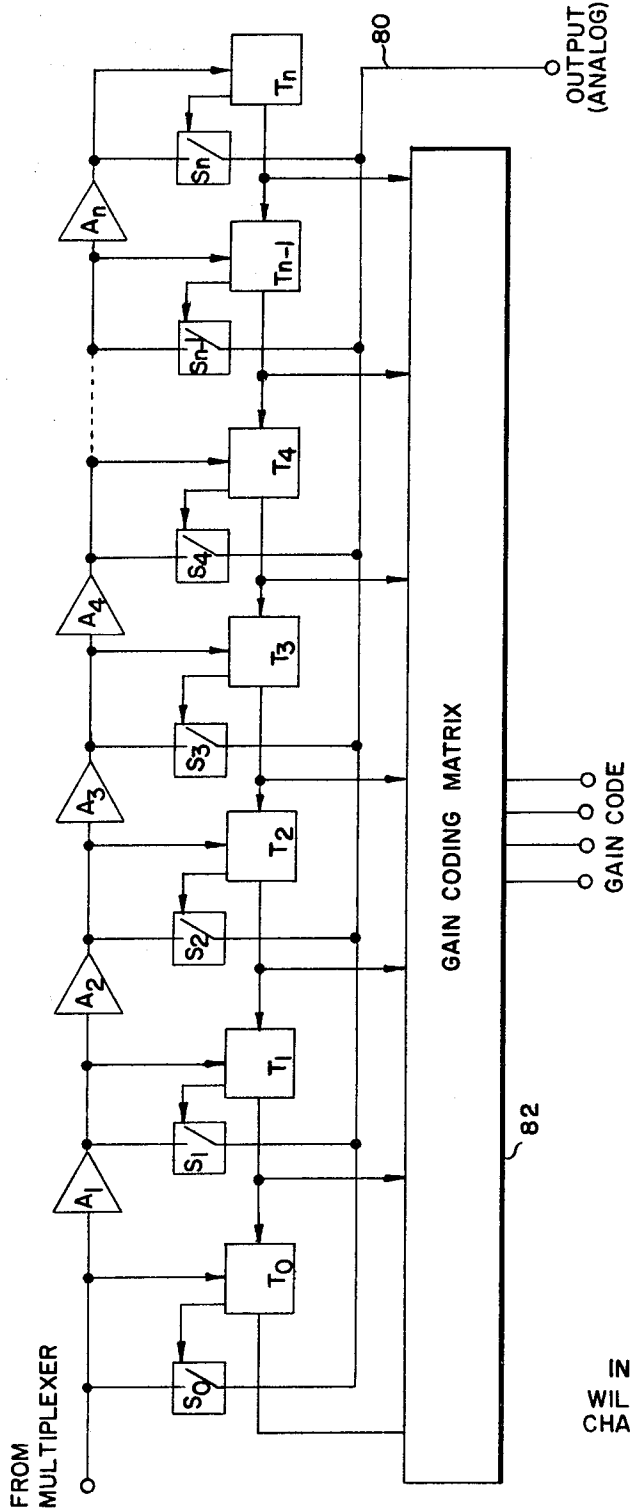 FROM
MULTIPLEXER
A1
A2
A3
A4
An
S0
S1
S2
S3
S4
Sn-1
Sn
T0
T1
T2
T3
T4
Tn-1
Tn
80
OUTPUT
(ANALOG)
GAIN CODING MATRIX
82
GAIN CODE
IN
WIL
CHA